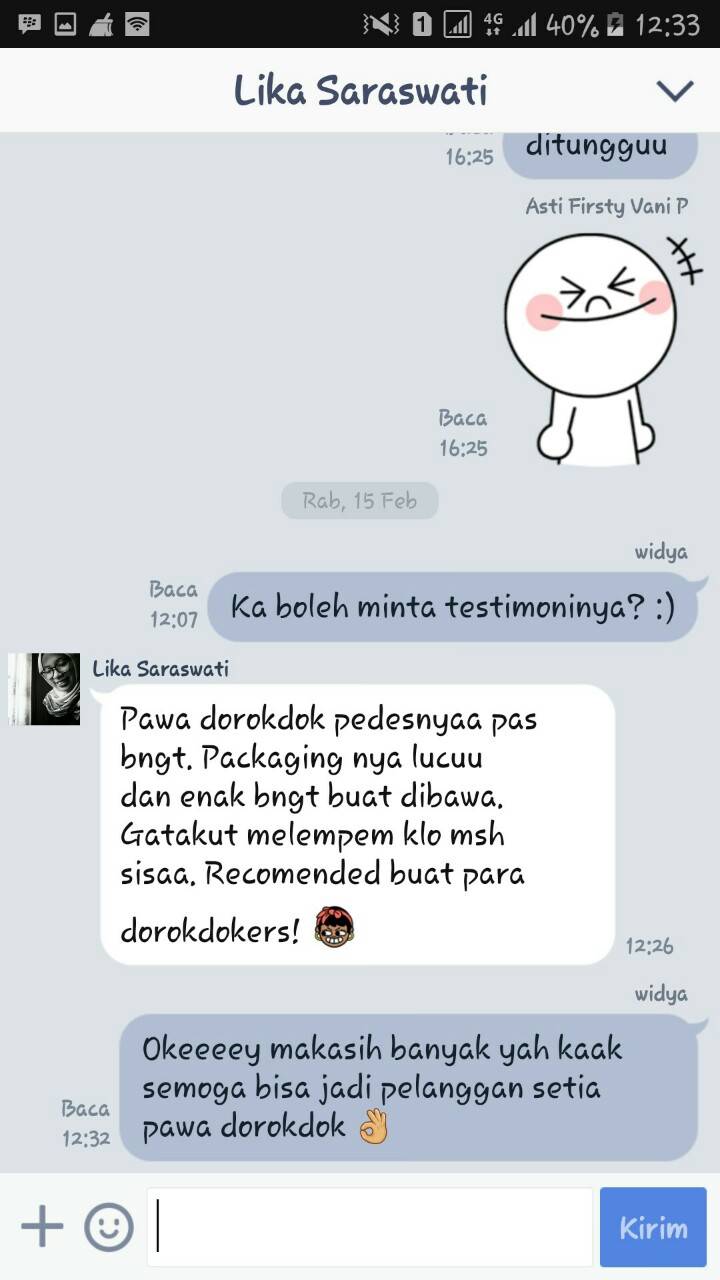 1
4G
40%
12:33
Lika Saraswati
16:25
ditungguu
Asti Firsty Vani P
Baca
16:25
Rab, 15 Feb
widya
Baca
12:07
Ka boleh minta testimoninya? :)
Lika Saraswati
Pawa dorokdok pedesnyaa pas
bngt. Packaging nya lucuu
dan enak bngt buat dibawa.
Gatakut melempem klo msh
sisaa. Recomended buat para
dorokdokers!
12:26
widya
Okeeeey makasih banyak yah kaak
semoga bisa jadi pelanggan setia
pawa dorokdok 👌
Baca
12:32
Kirim